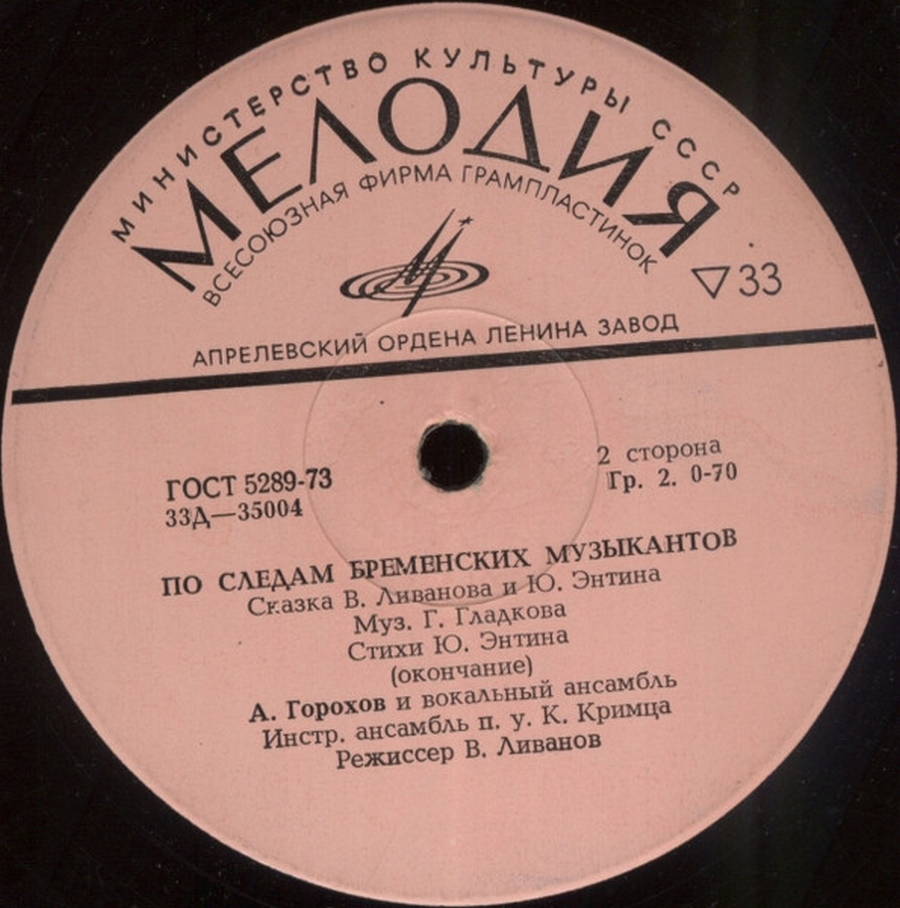 МИНИСТЕРСТВО КУЛЬТУРЫ СССР
МЕЛОДИЯ
ВСЕСОЮЗНАЯ ФИРМА ГРАМПЛАСТИНОК
▽33
АПРЕЛЕВСКИЙ ОРДЕНА ЛЕНИНА ЗАВОД
ГОСТ 5289-73
33Д—35004
2 сторона
Гр. 2. 0-70
ПО СЛЕДАМ БРЕМЕНСКИХ МУЗЫКАНТОВ
Сказка В. Ливанова и Ю. Энтина
Муз. Г. Гладкова
Стихи Ю. Энтина
(окончание)
А. Горохов и вокальный ансамбль
Инстр. ансамбль п. у. К. Кримца
Режиссер В. Ливанов